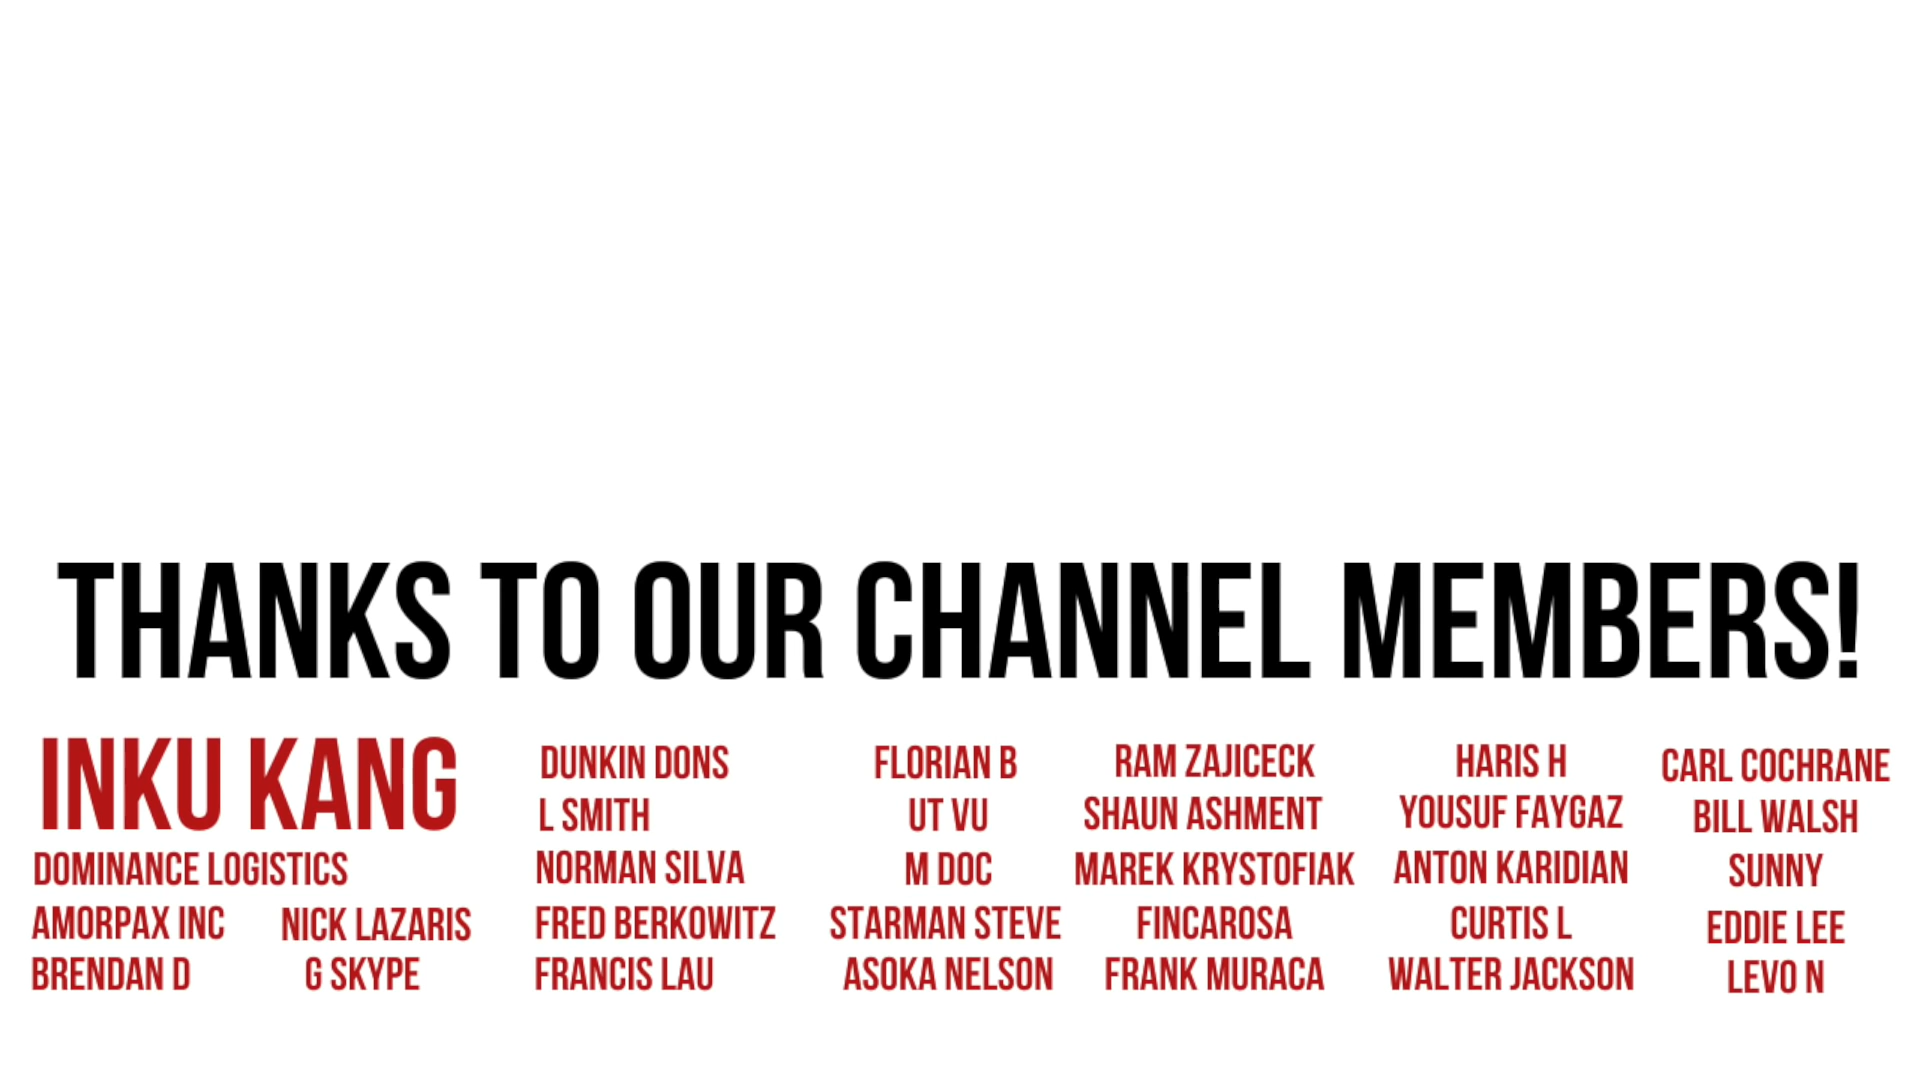 THANKS TO OUR CHANNEL MEMBERS!
INKU KANG
DOMINANCE LOGISTICS
AMORPAX INC
BRENDAN D
NICK LAZARIS
G SKYPE
DUNKIN DONS
L SMITH
NORMAN SILVA
FRED BERKOWITZ
FRANCIS LAU
FLORIAN B
UT VU
M DOC
STARMAN STEVE
ASOKA NELSON
RAM ZAJICECK
SHAUN ASHMENT
MAREK KRYSTOFIAK
FINCAROSA
FRANK MURACA
HARIS H
YOUSUF FAYGAZ
ANTON KARIDIAN
CURTIS L
WALTER JACKSON
CARL COCHRANE
BILL WALSH
SUNNY
EDDIE LEE
LEVO N